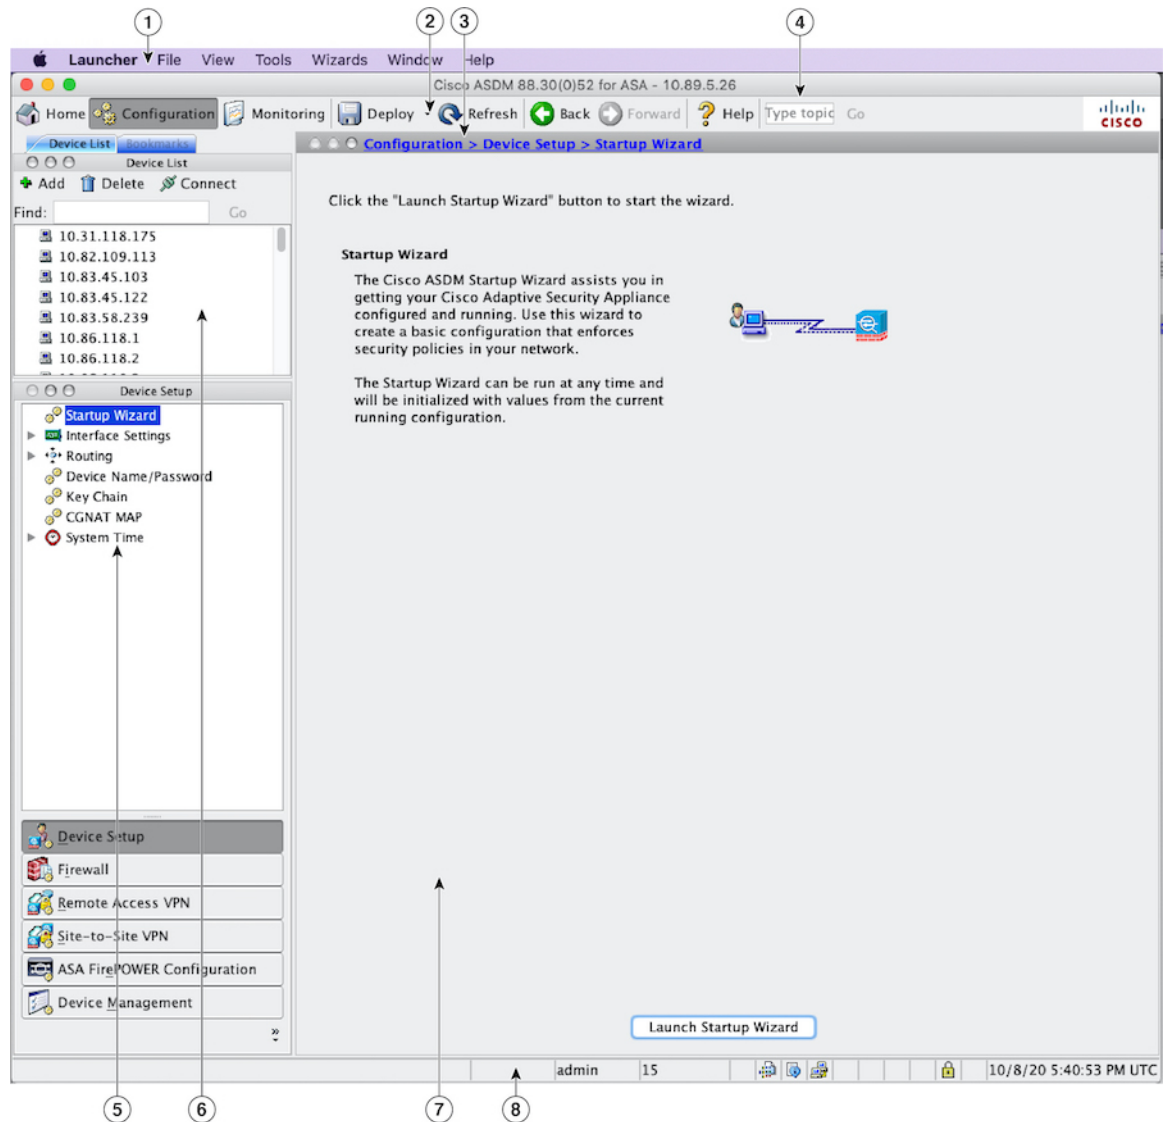 1 2 3 4
Launcher File View Tools Wizards Window Help
Cisco ASDM 88.30(0)52 for ASA - 10.89.5.26
Home Configuration Monitoring Deploy Refresh Back Forward Help Type topic Go
CISCO
Device List Bookmarks
Configuration > Device Setup > Startup Wizard
Device List
Add Delete Connect
Find: Go
10.31.118.175
10.82.109.113
10.83.45.103
10.83.45.122
10.83.58.239
10.86.118.1
10.86.118.2
Device Setup
Startup Wizard
Interface Settings
Routing
Device Name/Password
Key Chain
CGNAT MAP
System Time
Device Setup
Firewall
Remote Access VPN
Site-to-Site VPN
ASA FirePOWER Configuration
Device Management
Click the "Launch Startup Wizard" button to start the wizard.
Startup Wizard
The Cisco ASDM Startup Wizard assists you in
getting your Cisco Adaptive Security Appliance
configured and running. Use this wizard to
create a basic configuration that enforces
security policies in your network.
The Startup Wizard can be run at any time and
will be initialized with values from the current
running configuration.
Launch Startup Wizard
admin 15 10/8/20 5:40:53 PM UTC
5 6 7 8